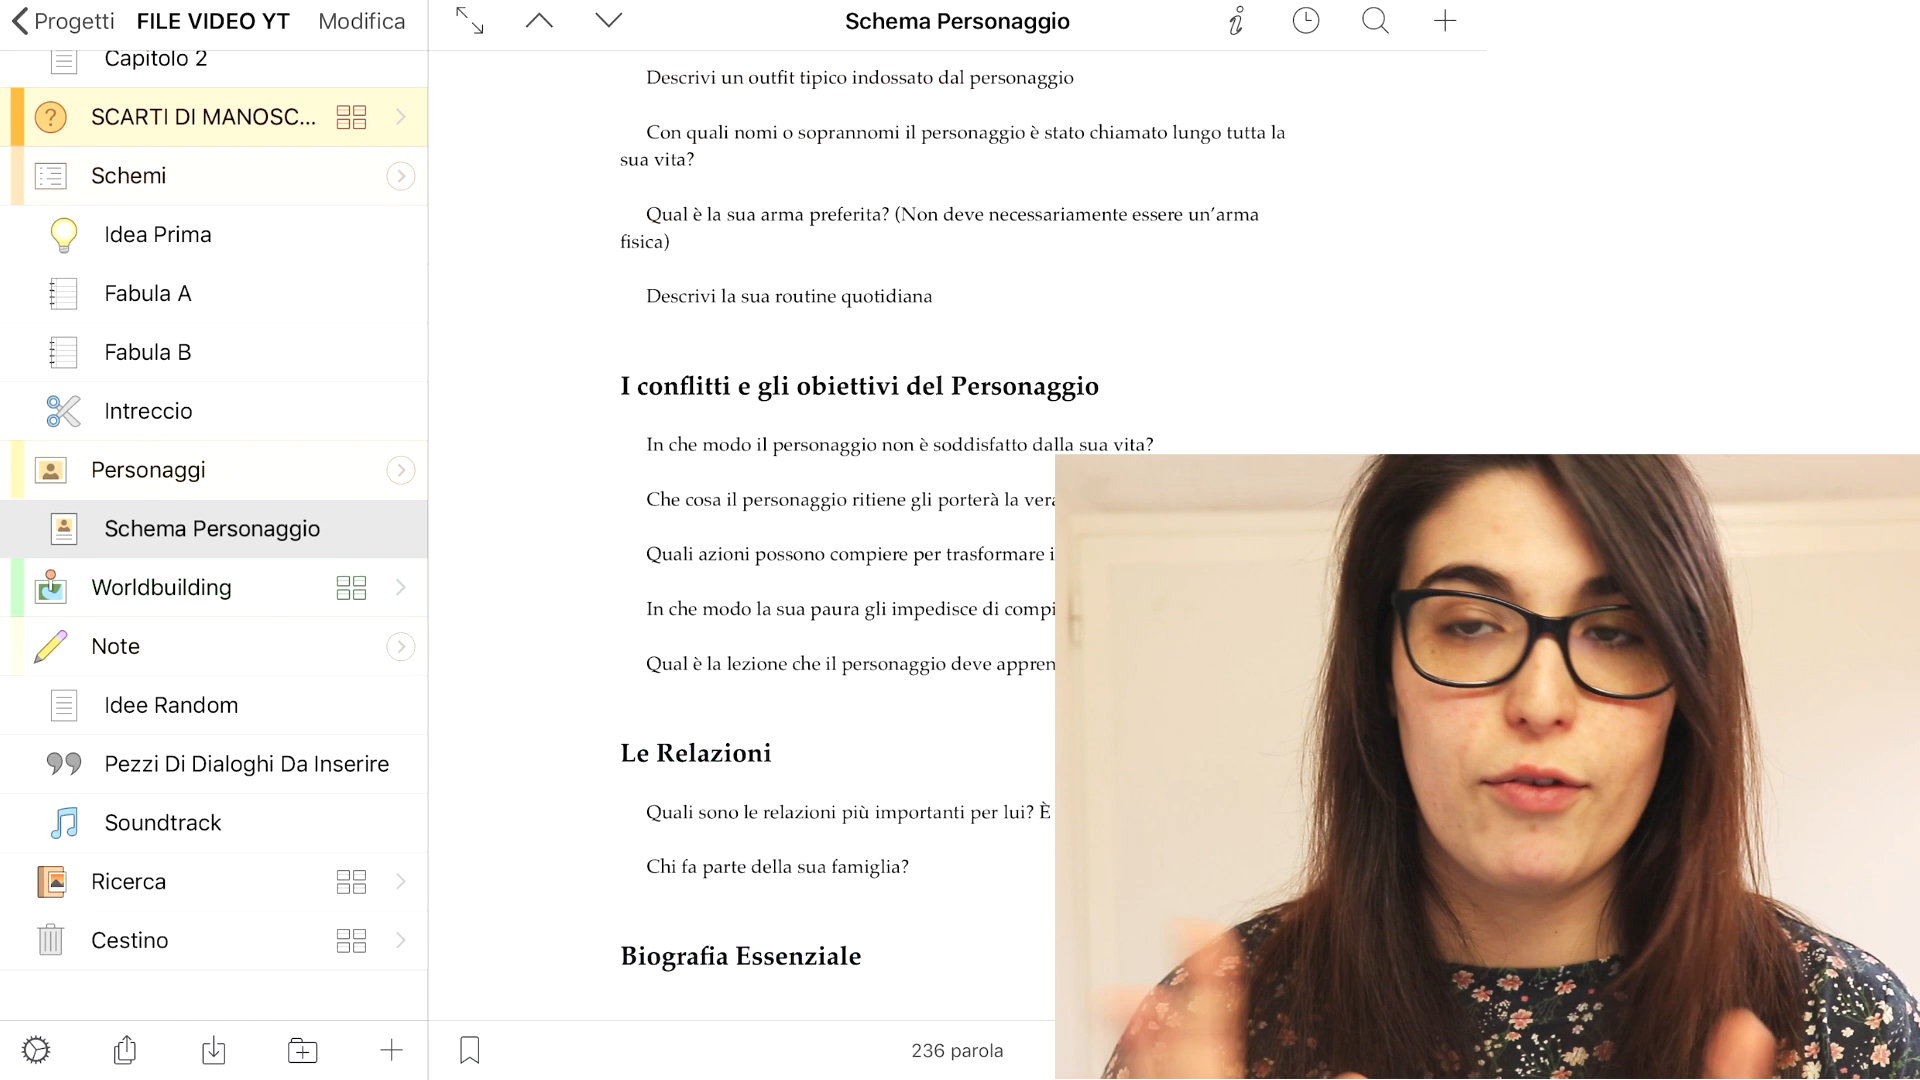 Progetti
FILE VIDEO YT
Modifica
Capitolo 2
SCARTI DI MANOSC...
Schemi
Idea Prima
Fabula A
Fabula B
Intreccio
Personaggi
Schema Personaggio
Worldbuilding
Note
Idee Random
Pezzi Di Dialoghi Da Inserire
Soundtrack
Ricerca
Cestino
Schema Personaggio
Descrivi un outfit tipico indossato dal personaggio
Con quali nomi o soprannomi il personaggio è stato chiamato lungo tutta la
sua vita?
Qual è la sua arma preferita? (Non deve necessariamente essere un’arma
fisica)
Descrivi la sua routine quotidiana
I conflitti e gli obiettivi del Personaggio
In che modo il personaggio non è soddisfatto dalla sua vita?
Che cosa il personaggio ritiene gli porterà la
Quali azioni possono compiere per trasformare
In che modo la sua paura gli impedisce di
Qual è la lezione che il personaggio deve
Le Relazioni
Quali sono le relazioni più importanti per lui? È
Chi fa parte della sua famiglia?
Biografia Essenziale
236 parola